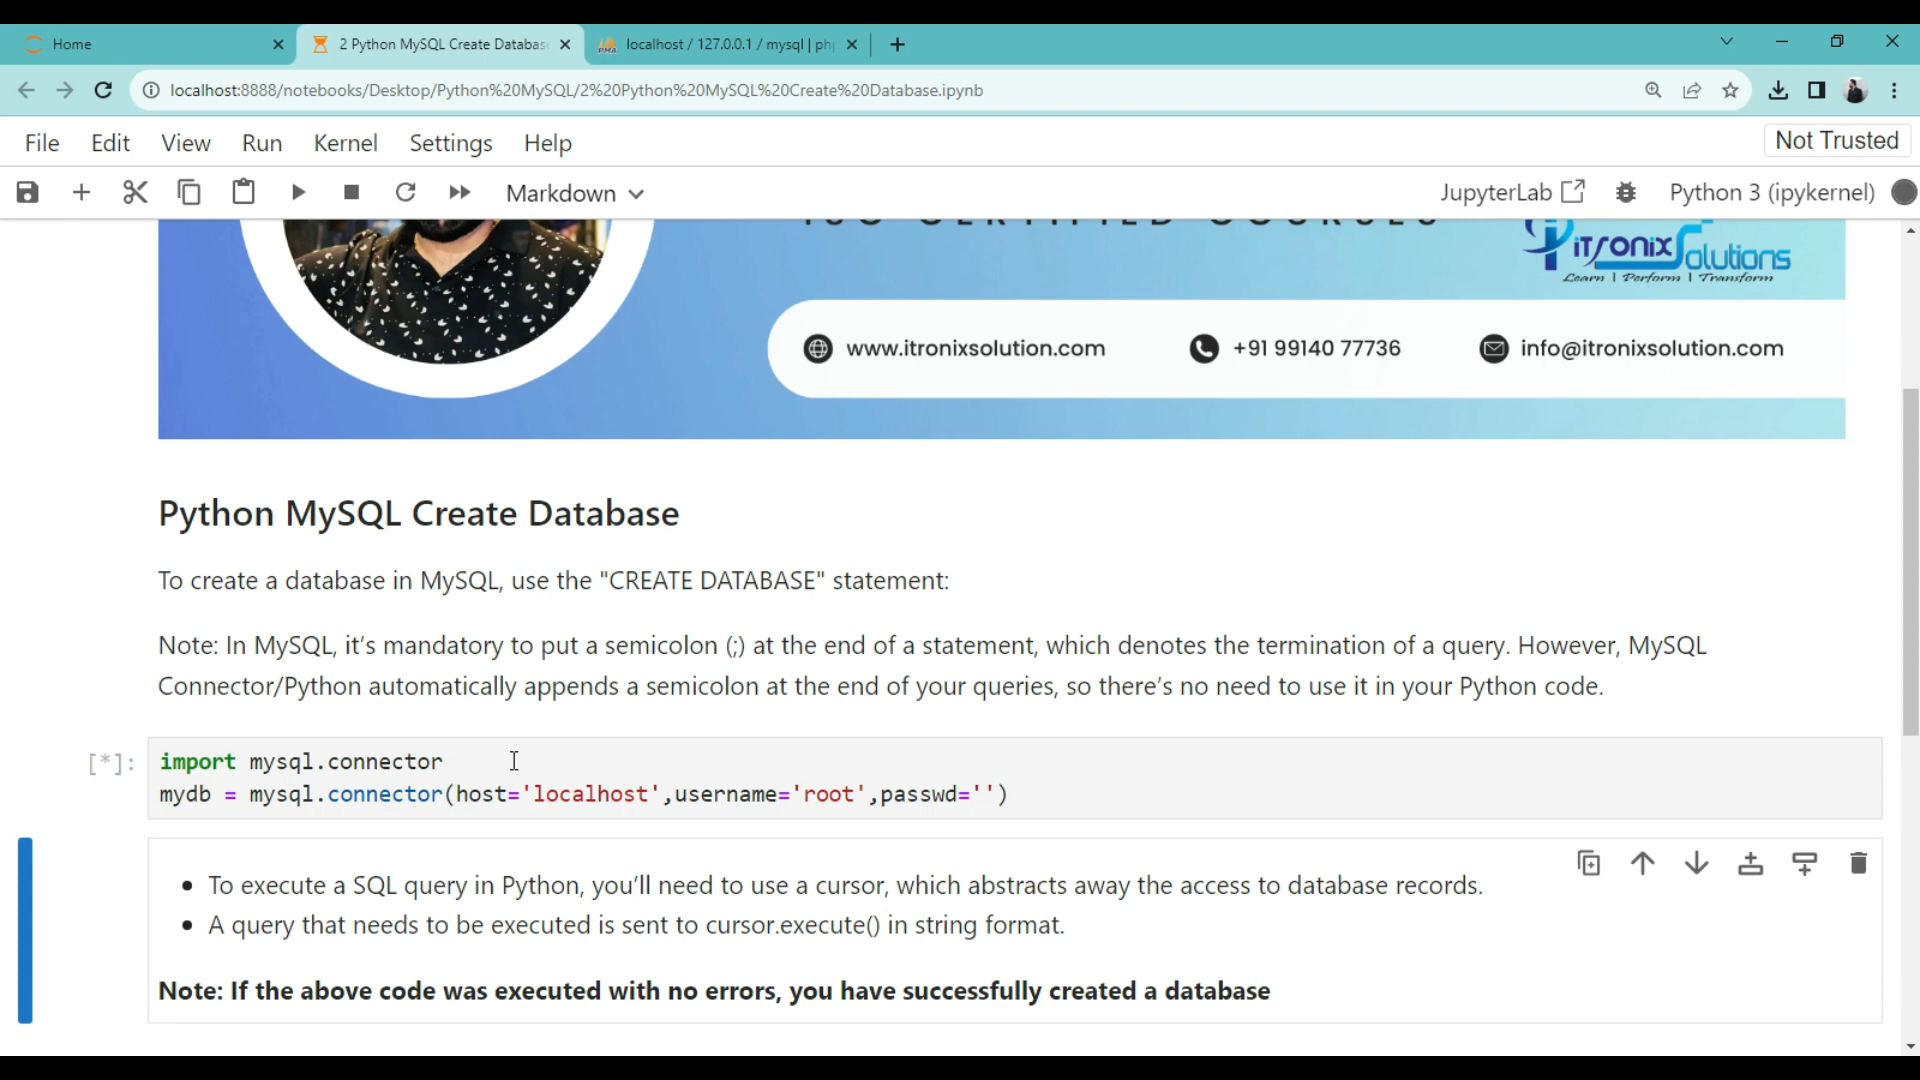 Home
2 Python MySQL Create Databas
localhost / 127.0.0.1 / mysql | ph
localhost:8888/notebooks/Desktop/Python%20MySQL/2%20Python%20MySQL%20Create%20Database.ipynb
File Edit View Run Kernel Settings Help
Not Trusted
Markdown
JupyterLab
Python 3 (ipykernel)
ISO CERTIFIED COURSES
iTronix Solutions
Learn | Perform | Transform
www.itronixsolution.com
+91 99140 77736
info@itronixsolution.com
Python MySQL Create Database
To create a database in MySQL, use the "CREATE DATABASE" statement:
Note: In MySQL, it's mandatory to put a semicolon (;) at the end of a statement, which denotes the termination of a query. However, MySQL
Connector/Python automatically appends a semicolon at the end of your queries, so there's no need to use it in your Python code.
[*]:
import mysql.connector
mydb = mysql.connector(host='localhost',username='root',passwd='')
• To execute a SQL query in Python, you'll need to use a cursor, which abstracts away the access to database records.
• A query that needs to be executed is sent to cursor.execute() in string format.
Note: If the above code was executed with no errors, you have successfully created a database